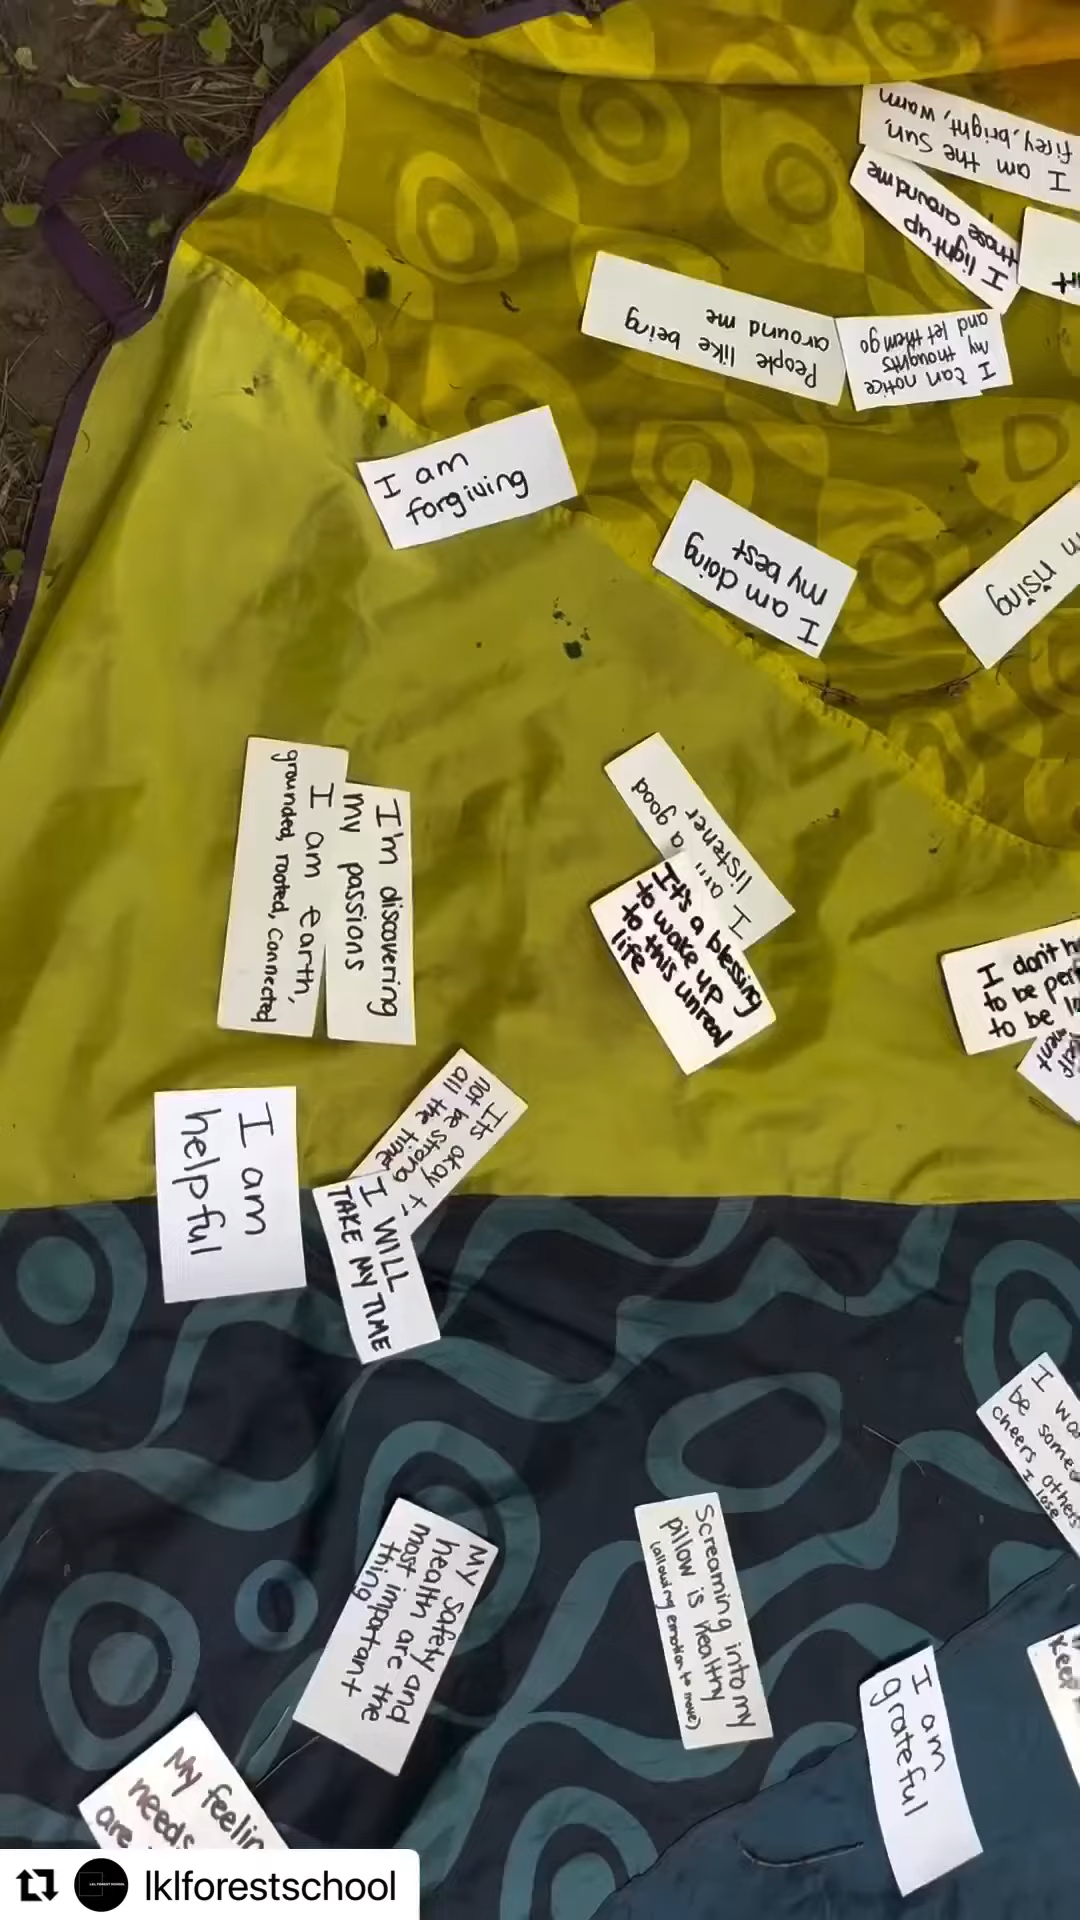 I am the sun,
firey, bright, warm
I light up
those around me
People like being
around me
I can notice
my thoughts
and let them go
I am
forgiving
I am doing
my best
rising
I'm discovering
my passions
I am earth,
grounded, rooted, connected
I am a good
listener
It's a blessing
to wake up
to this unreal
life
I don't
to be
to be
I am
helpful
Its okay
not be strong
all the time
I WILL
TAKE MY TIME
I
be
cheers others
I lose
My safety and
health are the
most important
thing
Screaming into my
pillow is healthy
(allowing emotion to move)
I am
grateful
My
needs
are
lklforestschool